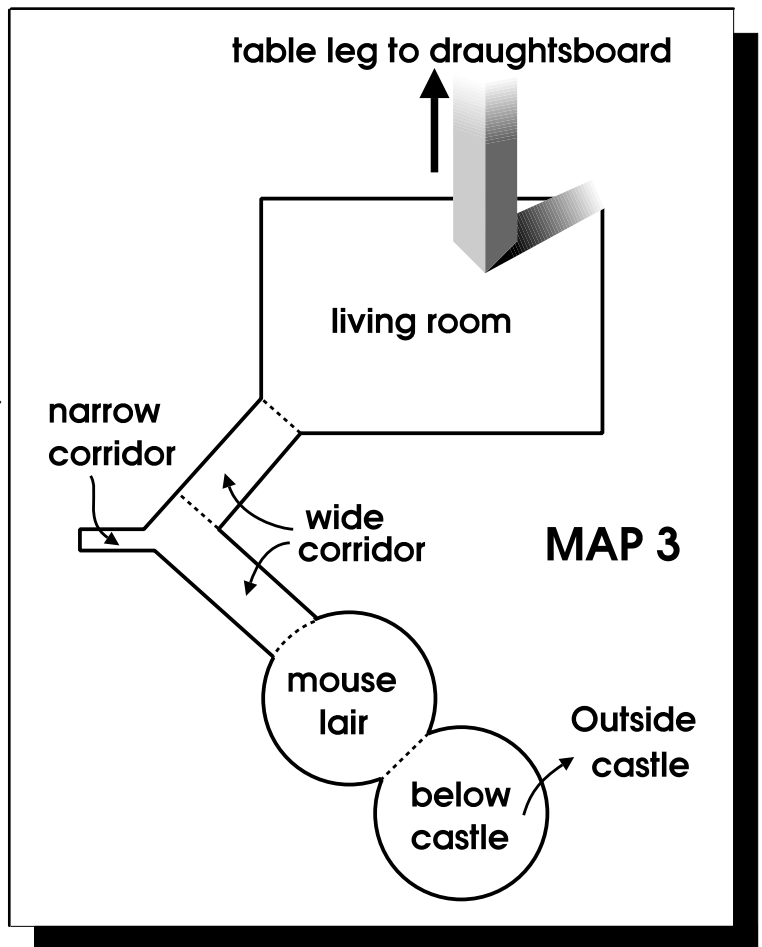 table leg to draughtsboard
living room
narrow
corridor
wide
corridor
MAP 3
mouse
lair
Outside
castle
below
castle